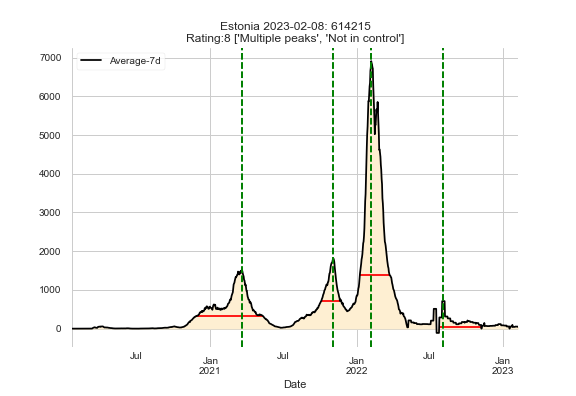 Estonia 2023-02-08: 614215
Rating:8 ['Multiple peaks', 'Not in control']
Average-7d
7000
6000
5000
4000
3000
2000
1000
0
Jul
Jan
2021
Jul
Jan
2022
Jul
Jan
2023
Date